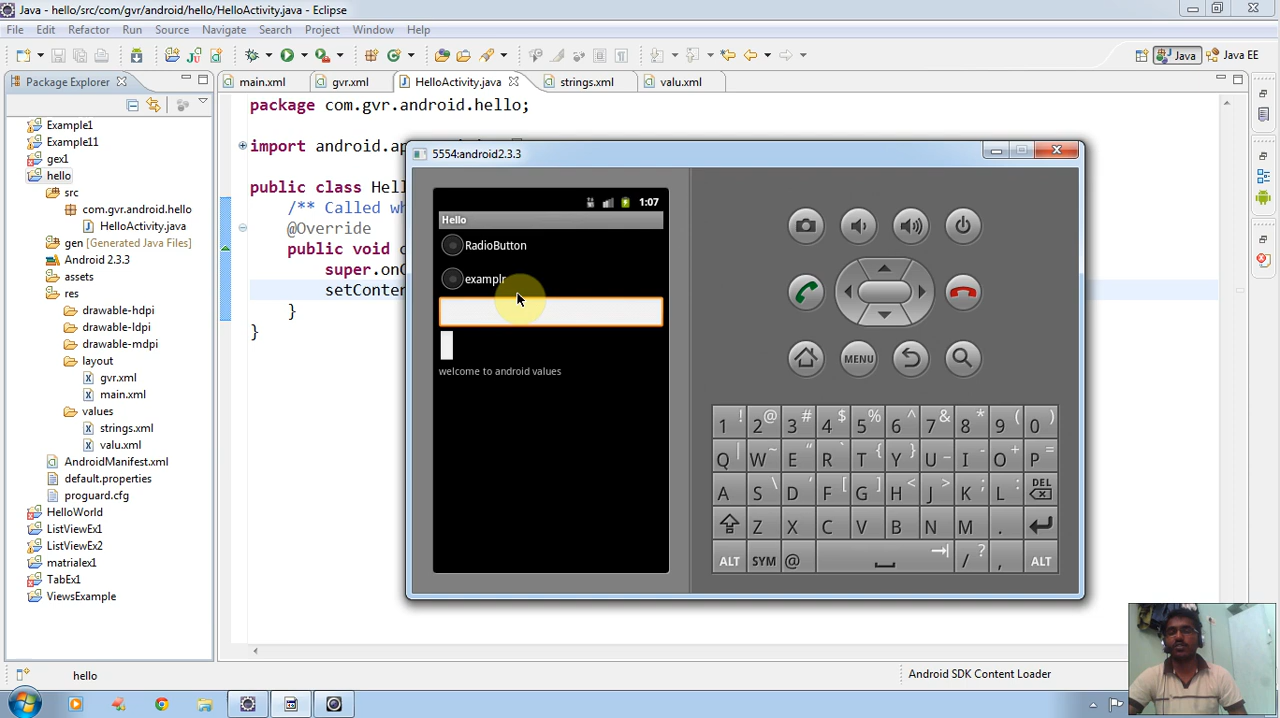 Java - hello/src/com/gvr/android/hello/HelloActivity.java - Eclipse
File Edit Refactor Run Source Navigate Search Project Window Help
Java Java EE
Package Explorer
main.xml gvr.xml HelloActivity.java strings.xml valu.xml
Example1
Example11
gex1
hello
src
com.gvr.android.hello
HelloActivity.java
gen [Generated Java Files]
Android 2.3.3
assets
res
drawable-hdpi
drawable-ldpi
drawable-mdpi
layout
gvr.xml
main.xml
values
strings.xml
valu.xml
AndroidManifest.xml
default.properties
proguard.cfg
HelloWorld
ListViewEx1
ListViewEx2
matrialex1
TabEx1
ViewsExample
package com.gvr.android.hello;
import android.ap
public class Hel
/** Called wh
@Override
public void c
super.onC
setConter
}
}
5554:android2.3.3
1:07
Hello
RadioButton
examplr
welcome to android values
MENU
1 ! 2 @ 3 # 4 $ 5 % 6 ^ 7 & 8 * 9 ( 0 )
Q | W ~ E " R ` T { Y } U _ I - O + P =
A S \ D ' F [ G ] H < J > K ; L : DEL
Z X C V B N M .
ALT SYM @ / ? , ALT
hello
Android SDK Content Loader